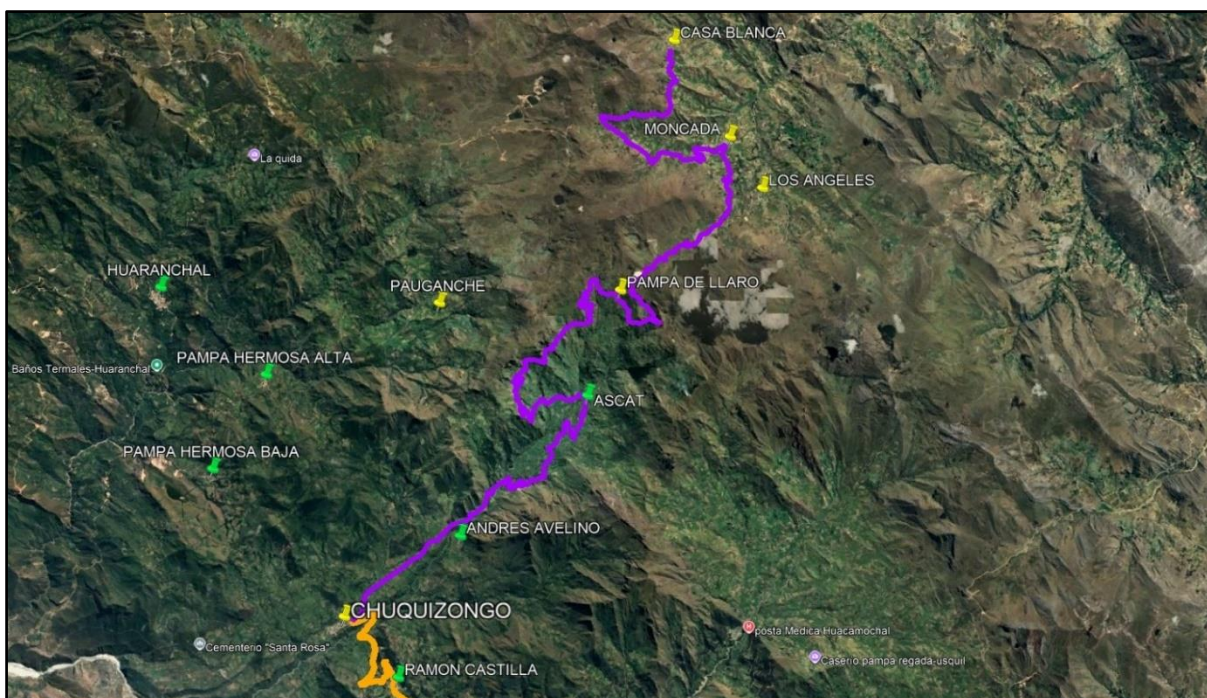 CASA BLANCA
MONCADA
La quida
LOS ANGELES
HUARANCHAL
PAUGANCHE
PAMPA DE LLARO
PAMPA HERMOSA ALTA
Baños Termales-Huaranchal
ASCAT
PAMPA HERMOSA BAJA
ANDRES AVELINO
CHUQUIZONGO
posta Medica Huacamochal
Cementerio "Santa Rosa"
Caserio pampa regada-usquil
RAMON CASTILLA